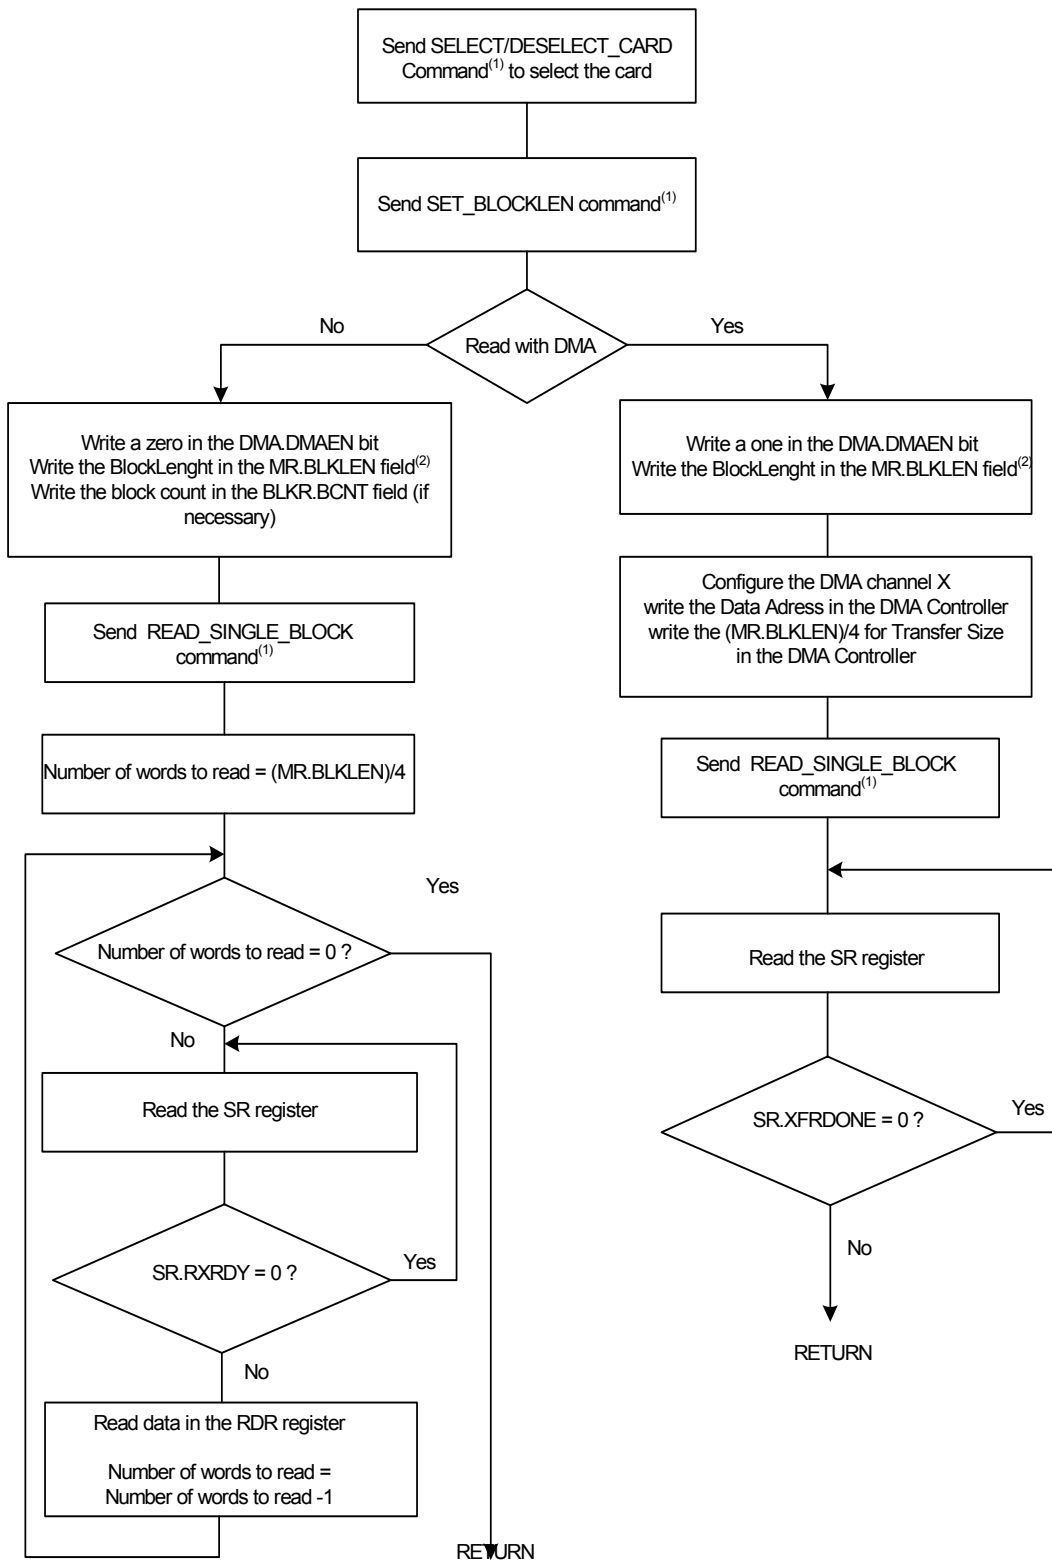 Send SELECT/DESELECT_CARD
Command(1) to select the card
Send SET_BLOCKLEN command(1)
No
Yes
Read with DMA
Write a zero in the DMA.DMAEN bit
Write the BlockLenght in the MR.BLKLEN field(2)
Write the block count in the BLKR.BCNT field (if
necessary)
Send READ_SINGLE_BLOCK
command(1)
Number of words to read = (MR.BLKLEN)/4
Yes
Number of words to read = 0 ?
No
Read the SR register
SR.RXRDY = 0 ?
Yes
No
Read data in the RDR register
Number of words to read =
Number of words to read -1
RETURN
Write a one in the DMA.DMAEN bit
Write the BlockLenght in the MR.BLKLEN field(2)
Configure the DMA channel X
write the Data Adress in the DMA Controller
write the (MR.BLKLEN)/4 for Transfer Size
in the DMA Controller
Send READ_SINGLE_BLOCK
command(1)
Read the SR register
SR.XFRDONE = 0 ?
Yes
No
RETURN